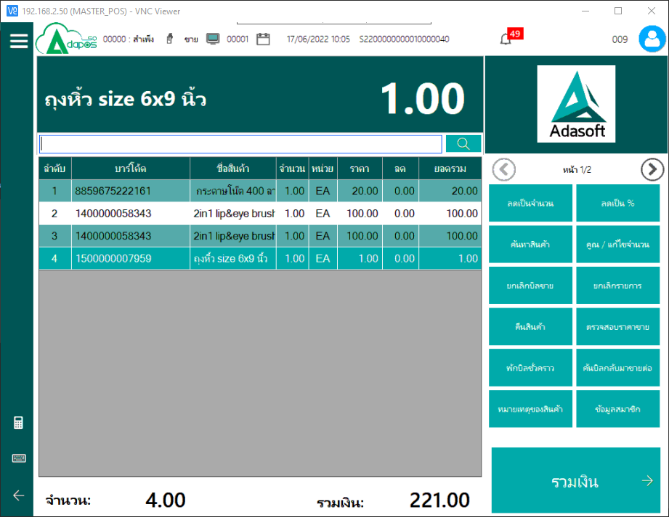 192.168.2.50 (MASTER_POS) - VNC Viewer
Adapos 00000 : สำเพ็ง ขาย 00001 17/06/2022 10:05 S2200000000010000040 49 009
ถุงหิ้ว size 6x9 นิ้ว 1.00
Adasoft
ลำดับ บาร์โค้ด ชื่อสินค้า จำนวน หน่วย ราคา ลด ยอดรวม
1 8859675222161 กระดาษโน้ต 400 1.00 EA 20.00 0.00 20.00
2 1400000058343 2in1 lip&eye brush 1.00 EA 100.00 0.00 100.00
3 1400000058343 2in1 lip&eye brush 1.00 EA 100.00 0.00 100.00
4 1500000007959 ถุงหิ้ว size 6x9 นิ้ว 1.00 EA 1.00 0.00 1.00
หน้า 1/2
ลดเป็นจำนวน ลดเป็น %
ค้นหาสินค้า คูณ / แก้ไขจำนวน
ยกเลิกบิลขาย ยกเลิกรายการ
คืนสินค้า ตรวจสอบราคาขาย
พักบิลชั่วคราว คืนบิลกลับมาขายต่อ
หมายเหตุของสินค้า ข้อมูลสมาชิก
จำนวน: 4.00 รวมเงิน: 221.00
รวมเงิน